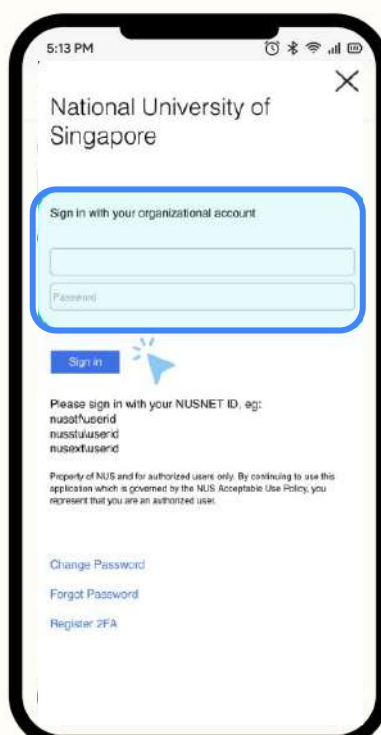 5:13 PM
National University of
Singapore
Sign in with your organizational account
Password
Sign in
Please sign in with your NUSNET ID, eg:
nusstf\userid
nusstu\userid
nusext\userid
Property of NUS and for authorized users only. By continuing to use this
application which is governed by the NUS Acceptable Use Policy, you
represent that you are an authorized user.
Change Password
Forgot Password
Register 2FA